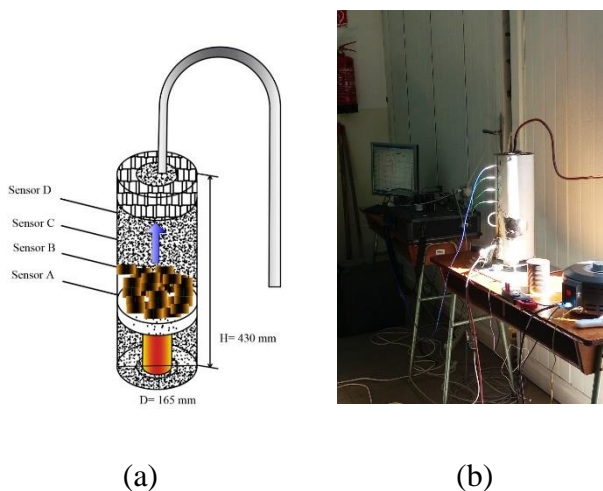 Sensor D
Sensor C
Sensor B
Sensor A
H= 430 mm
D= 165 mm
(a)
(b)